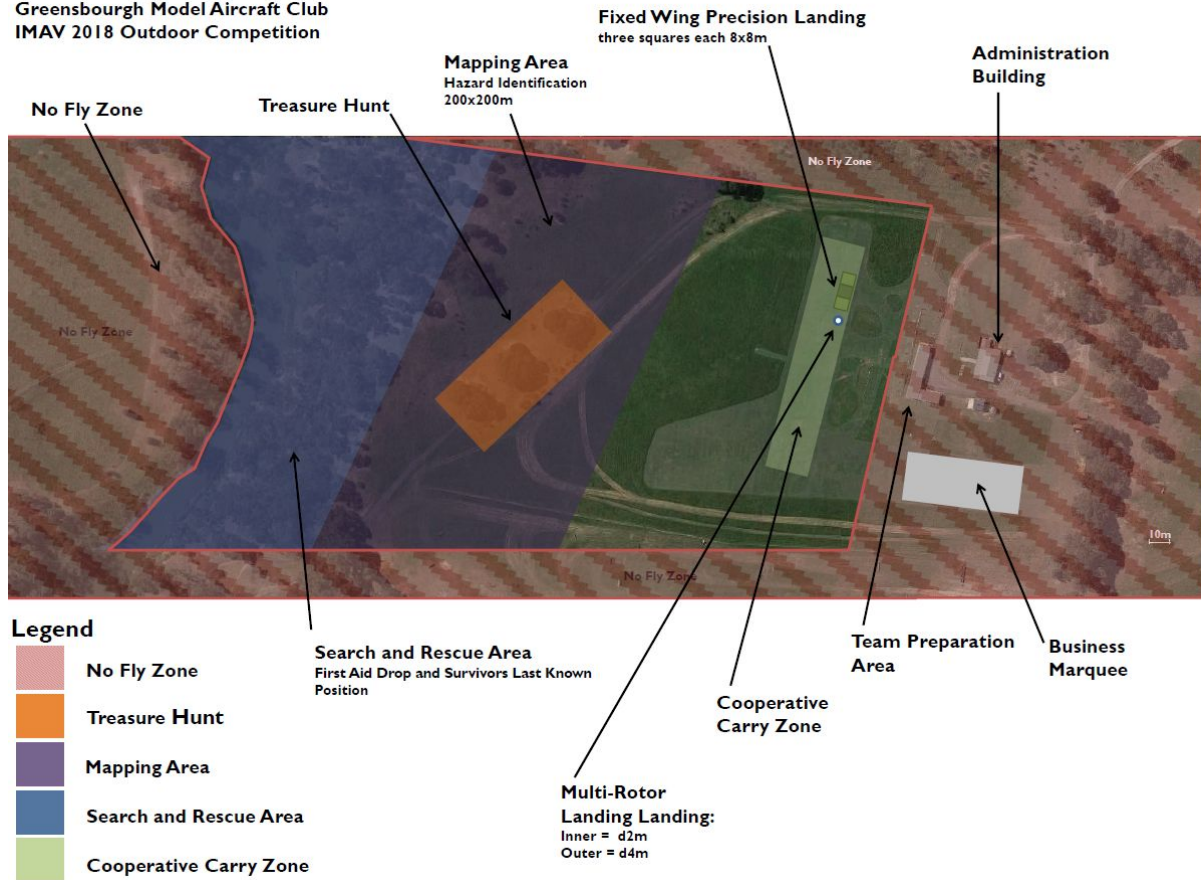 Greensbourgh Model Aircraft Club
IMAV 2018 Outdoor Competition
Fixed Wing Precision Landing
three squares each 8x8m
Mapping Area
Hazard Identification
200x200m
Administration
Building
No Fly Zone
Treasure Hunt
No Fly Zone
No Fly Zone
10m
No Fly Zone
Legend
No Fly Zone
Treasure Hunt
Mapping Area
Search and Rescue Area
Cooperative Carry Zone
Search and Rescue Area
First Aid Drop and Survivors Last Known
Position
Multi-Rotor
Landing Landing:
Inner = d2m
Outer = d4m
Cooperative
Carry Zone
Team Preparation
Area
Business
Marquee